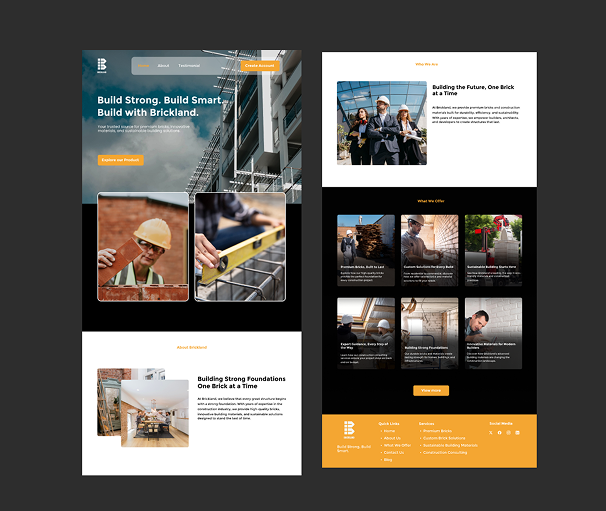 BRICKLAND
Home
About
Testimonial
Create Account
Build Strong. Build Smart.
Build with Brickland.
Your trusted source for premium bricks, innovative
materials, and sustainable building solutions.
Explore our Product
About Brickland
Building Strong Foundations
One Brick at a Time
At Brickland, we believe that every great structure begins
with a strong foundation. With years of expertise in the
construction industry, we provide high-quality bricks,
innovative building materials, and sustainable solutions
designed to stand the test of time.
Who We Are
Building the Future, One Brick
at a Time
At Brickland, we provide premium bricks and construction
materials built for durability, efficiency, and sustainability.
With years of expertise, we empower builders, architects,
and developers to create structures that last.
What We Offer
Premium Bricks, Built to Last
Custom Solutions for Every Build
Sustainable Building Starts Here
Expert Guidance, Every Step of
the Way
Building Strong Foundations
Innovative Materials for Modern
Builders
View more
Build Strong. Build
Smart.
Quick Links
Home
About Us
What We Offer
Contact Us
Blog
Services
Premium Bricks
Custom Brick Solutions
Sustainable Building Materials
Construction Consulting
Social Media